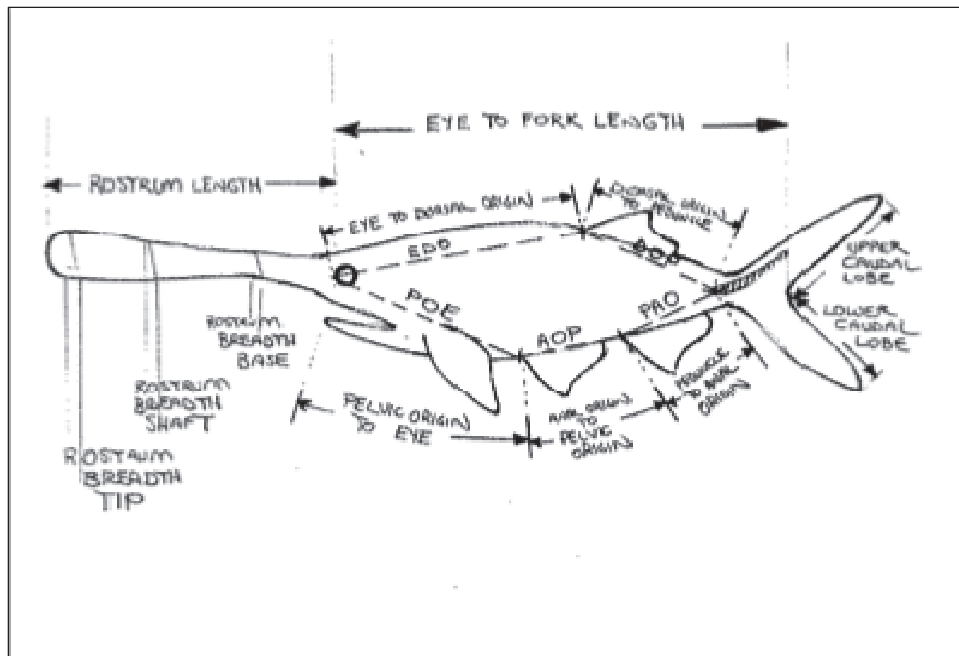 EYE TO FORK LENGTH
ROSTRUM LENGTH
EYE TO DORSAL ORIGIN
DORSAL ORIGIN
TO
EDO
POE
AOP
PAO
UPPER
CAUDAL
LOBE
LOWER
CAUDAL
LOBE
ROSTRUM
BREADTH
BASE
ROSTRUM
BREADTH
SHAFT
ROSTRUM
BREADTH
TIP
PELVIC ORIGIN
TO EYE
ANAL ORIGIN
TO
PELVIC
ORIGIN
PEDUNCLE
TO ANAL
ORIGIN